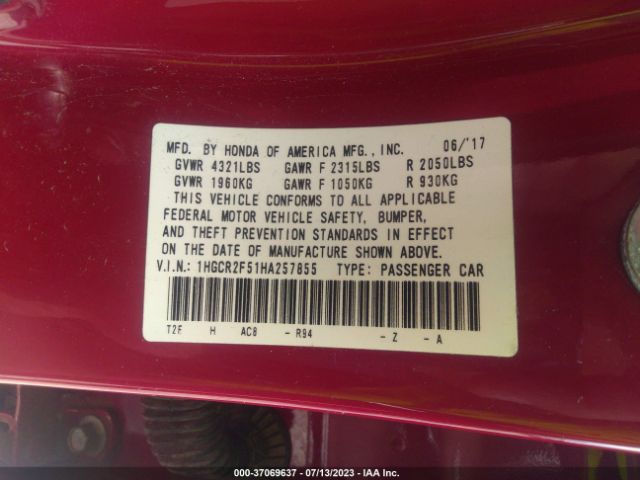 MFD. BY HONDA OF AMERICA MFG., INC. 06/'17
GVWR 4321LBS GAWR F 2315LBS R 2050LBS
GVWR 1960KG GAWR F 1050KG R 930KG
THIS VEHICLE CONFORMS TO ALL APPLICABLE
FEDERAL MOTOR VEHICLE SAFETY, BUMPER,
AND THEFT PREVENTION STANDARDS IN EFFECT
ON THE DATE OF MANUFACTURE SHOWN ABOVE.
V.I.N.: 1HGCR2F51HA257855 TYPE: PASSENGER CAR
T2F H AC8 - R94 - Z - A
000-37069637 - 07/13/2023 - IAA Inc.